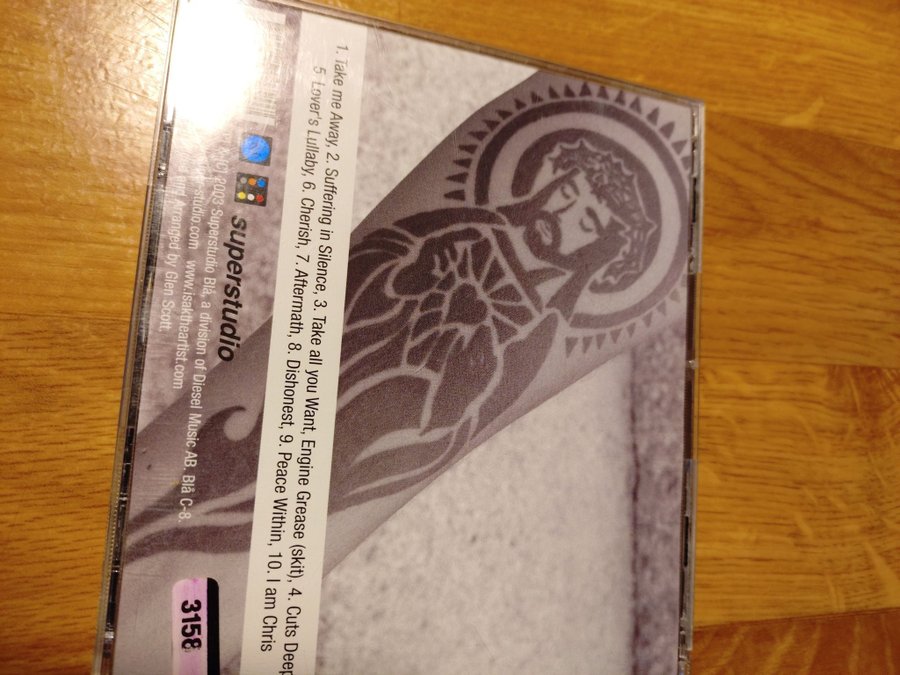 1. Take me Away, 2. Suffering in Silence, 3. Take all you Want, Engine Grease (skit), 4. Cuts Deep
5 Lover's Lullaby, 6. Cherish, 7. Aftermath, 8. Dishonest, 9. Peace Within, 10. I am Chris
superstudio
2003 Superstudio Blå, a division of Diesel Music AB. Blå C-8.
studio.com www.isaktheartist.com
Arranged by Glen Scott.
3158